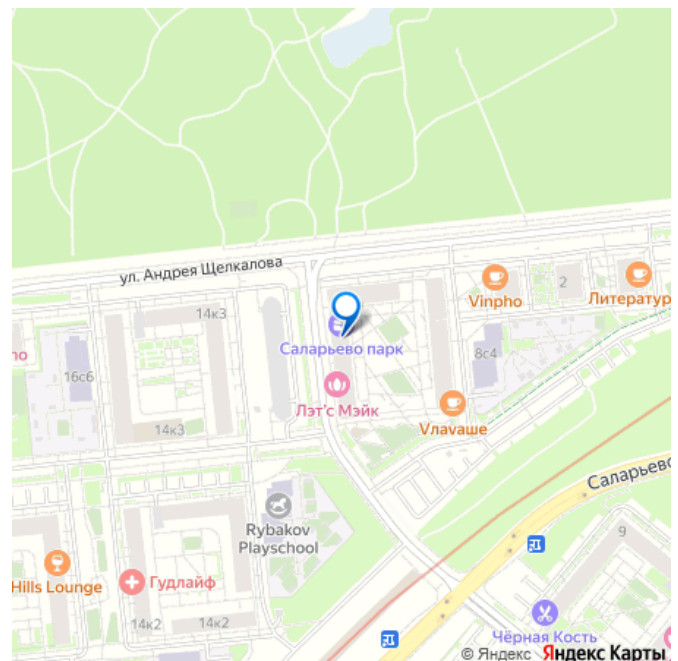 ул. Андрея Щелкалова
14к3
Vinpho
2
Литератур
Саларьево парк
8с4
16с6
Лэт'с Мэйк
14к3
Vлаvаше
Саларьево
Rybakov
Playschool
9
Hills Lounge
Гудлайф
14к2
14к2
Чёрная Кость
© Яндекс Яндекс Карты